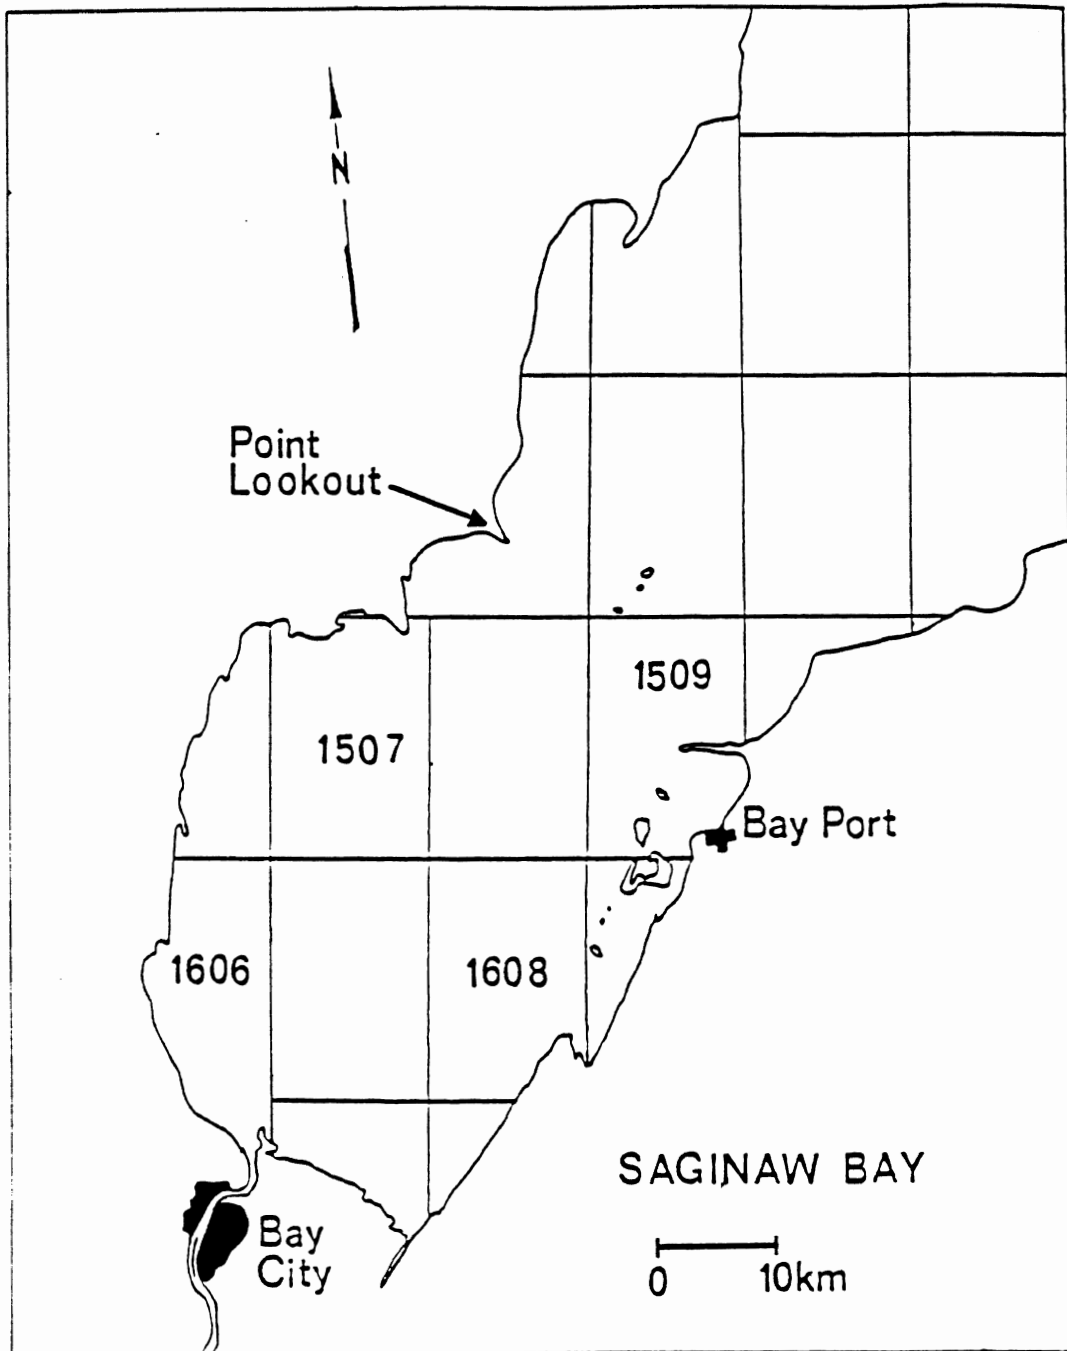 N
Point
Lookout
1509
1507
Bay Port
1606
1608
SAGINAW BAY
Bay
City
0 10km